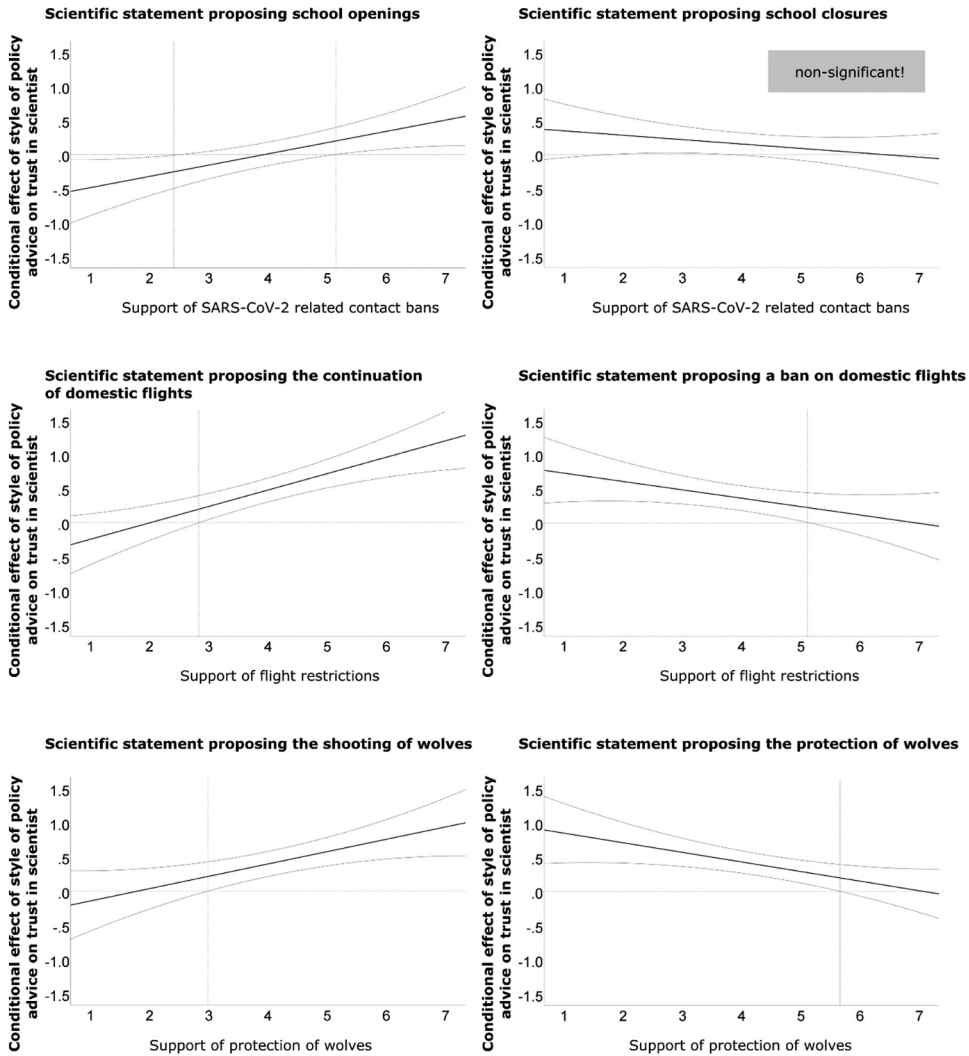 Scientific statement proposing school openings
Conditional effect of style of policy
advice on trust in scientist
1.5
1.0
.5
.0
-.5
-1.0
-1.5
1 2 3 4 5 6 7
Support of SARS-CoV-2 related contact bans
Scientific statement proposing school closures
Conditional effect of style of policy
advice on trust in scientist
1.5
1.0
.5
.0
-.5
-1.0
-1.5
non-significant!
1 2 3 4 5 6 7
Support of SARS-CoV-2 related contact bans
Scientific statement proposing the continuation
of domestic flights
Conditional effect of style of policy
advice on trust in scientist
1.5
1.0
.5
.0
-.5
-1.0
-1.5
1 2 3 4 5 6 7
Support of flight restrictions
Scientific statement proposing a ban on domestic flights
Conditional effect of style of policy
advice on trust in scientist
1.5
1.0
.5
.0
-.5
-1.0
-1.5
1 2 3 4 5 6 7
Support of flight restrictions
Scientific statement proposing the shooting of wolves
Conditional effect of style of policy
advice on trust in scientist
1.5
1.0
.5
.0
-.5
-1.0
-1.5
1 2 3 4 5 6 7
Support of protection of wolves
Scientific statement proposing the protection of wolves
Conditional effect of style of policy
advice on trust in scientist
1.5
1.0
.5
.0
-.5
-1.0
-1.5
1 2 3 4 5 6 7
Support of protection of wolves